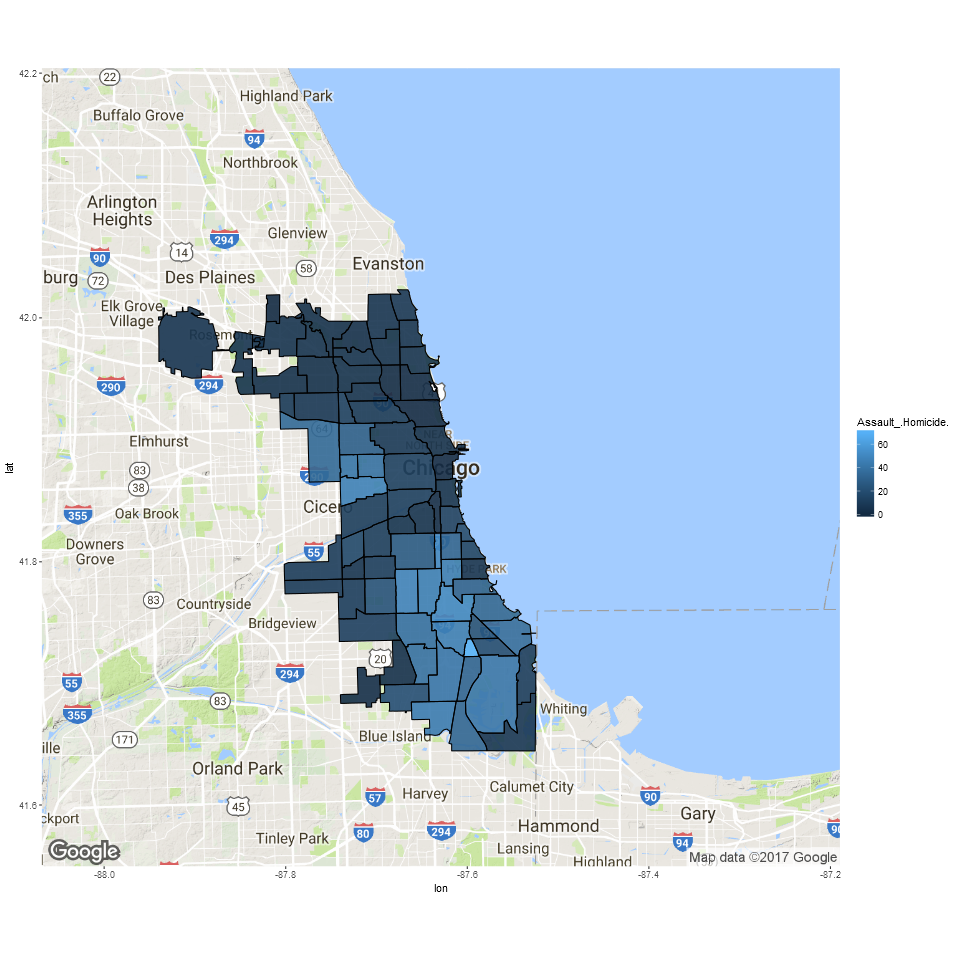 42.2
ch
22
Highland Park
Buffalo Grove
94
Northbrook
Arlington
Heights
Glenview
294
14
90
58
Evanston
burg
72
Des Plaines
Elk Grove
Village
42.0
Rosemont
290
294
64
NEAR
NORTH SIDE
Elmhurst
83
38
Chicago
Assault_.Homicide.
60
40
20
0
lat
355
Oak Brook
Cicero
Downers
Grove
55
41.8
HYDE PARK
83
Countryside
Bridgeview
20
294
55
83
355
Whiting
171
Blue Island
ille
Orland Park
Calumet City
45
57
Harvey
90
41.6
ckport
Gary
Tinley Park
80
294
Hammond
90
94
Lansing
Highland
Google
Map data ©2017 Google
-88.0
-87.8
-87.6
-87.4
-87.2
lon